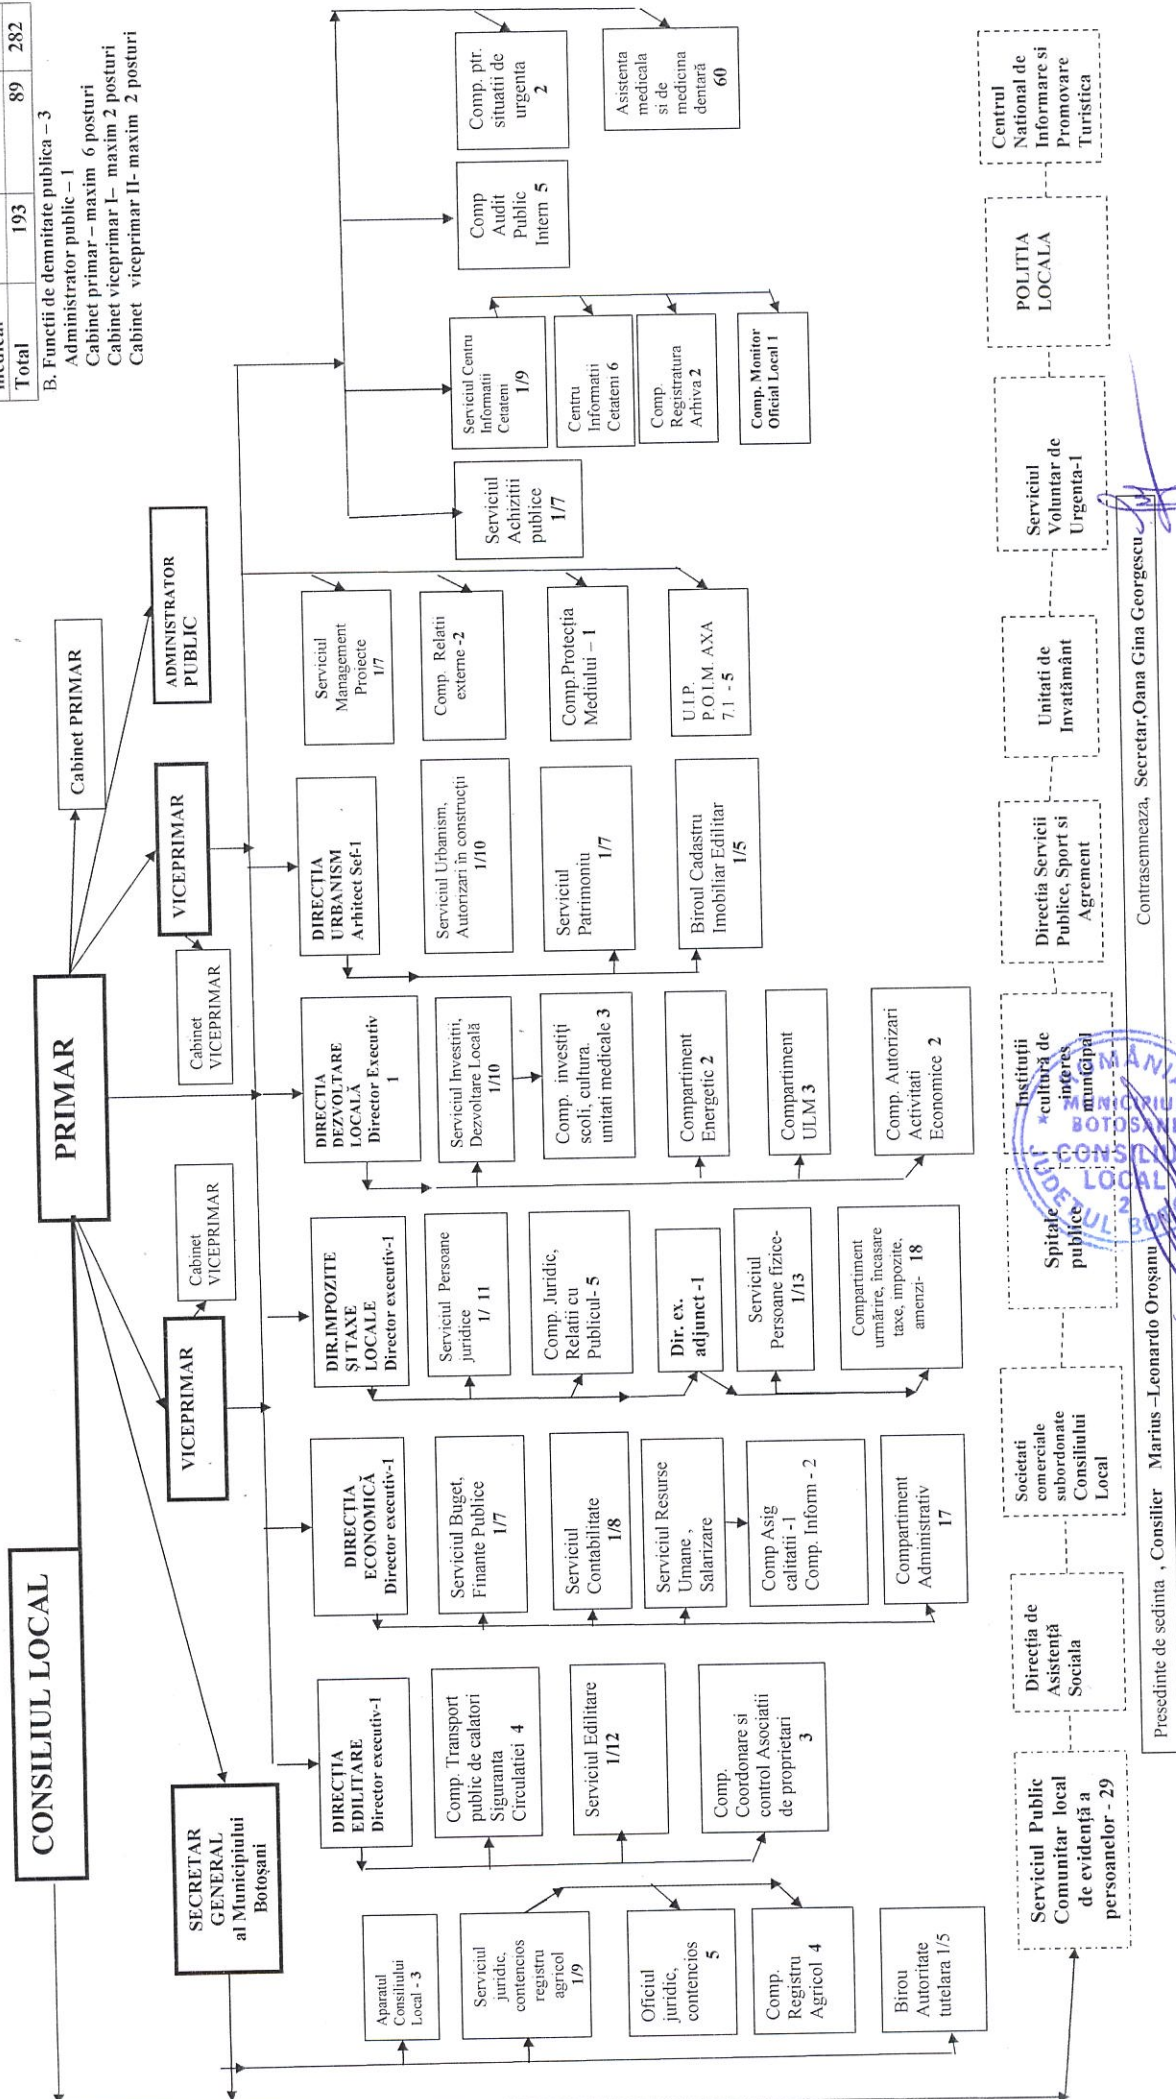 Total 193 89 282
B. Functii de demnitate publica – 3
Administrator public – 1
Cabinet primar – maxim 6 posturi
Cabinet viceprimar I– maxim 2 posturi
Cabinet viceprimar II- maxim 2 posturi
CONSILIUL LOCAL
PRIMAR
Cabinet PRIMAR
SECRETAR
GENERAL
al Municipiului
Botoșani
VICEPRIMAR
Cabinet
VICEPRIMAR
Cabinet
VICEPRIMAR
VICEPRIMAR
ADMINISTRATOR
PUBLIC
Aparatul
Consiliului
Local - 3
Serviciul
juridic,
contencios
registru
agricol
1/9
Oficiul
juridic,
contencios
5
Comp.
Registru
Agricol 4
Birou
Autoritate
tutelara 1/5
DIRECȚIA
EDILITARE
Director executiv-1
Comp. Transport
public de calatori
Siguranta
Circulatiei 4
Serviciul Edilitare
1/12
Comp.
Coordonare si
control Asociatii
de proprietari
3
DIRECȚIA
ECONOMICĂ
Director executiv-1
Serviciul Buget,
Finante Publice
1/7
Serviciul
Contabilitate
1/8
Serviciul Resurse
Umane ,
Salarizare
Comp Asig
calitatii -1
Comp. Inform - 2
Compartiment
Administrativ
17
DIR.IMPOZITE
ȘI TAXE
LOCALE
Director executiv-1
Serviciul Persoane
juridice
1/ 11
Comp. Juridic,
Relatii cu
Publicul- 5
Dir. ex.
adjunct -1
Serviciul
Persoane fizice-
1/13
Compartiment
urmărire, încasare
taxe, impozite,
amenzi- 18
DIRECȚIA
DEZVOLTARE
LOCALĂ
Director Executiv
1
Serviciul Investitii,
Dezvoltare Locală
1/10
Comp. investiți
scoli, cultura.
unitati medicale 3
Compartiment
Energetic 2
Compartiment
ULM 3
Comp. Autorizari
Activitati
Economice 2
DIRECȚIA
URBANISM
Arhitect Sef-1
Serviciul Urbanism,
Autorizari în construcții
1/10
Serviciul
Patrimoniu
1/7
Biroul Cadastru
Imobiliar Edilitar
1/5
Serviciul
Management
Proiecte
1/7
Comp. Relatii
externe -2
Comp.Protecția
Mediului – 1
U.I.P.
P.O.I.M. AXA
7.1 - 5
Serviciul
Achizitii
publice
1/7
Serviciul Centru
Informatii
Cetateni
1/9
Centru
Informatii
Cetateni 6
Comp.
Registratura
Arhiva 2
Comp. Monitor
Oficial Local 1
Comp
Audit
Public
Intern 5
Comp. ptr.
situatii de
urgenta
2
Asistenta
medicala
si de
medicina
dentară
60
Serviciul Public
Comunitar local
de evidență a
persoanelor - 29
Direcția de
Asistență
Sociala
Societati
comerciale
subordonate
Consiliului
Local
Spitale
publice
Instituții
cultură de
interes
municipal
Directia Servicii
Publice, Sport si
Agrement
Unitati de
Invatământ
Serviciul
Voluntar de
Urgenta-1
POLITIA
LOCALA
Centrul
National de
Informare si
Promovare
Turistica
ROMÂNIA
MUNICIPIU
BOTOSANI
CONSILIUL
LOCAL
2
JUDETUL
Presedinte de sedinta , Consilier Marius –Leonardo Oroșanu
Contrasemneaza, Secretar,Oana Gina Georgescu